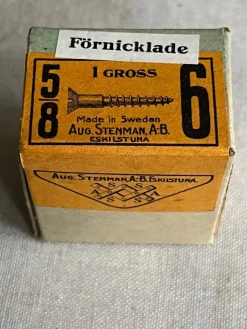 Förnicklade
5/8
1 GROSS
6
Made in Sweden
AUG. STENMAN, A-B.
ESKILSTUNA
AUG. STENMAN, A-B. ESKILSTUNA.